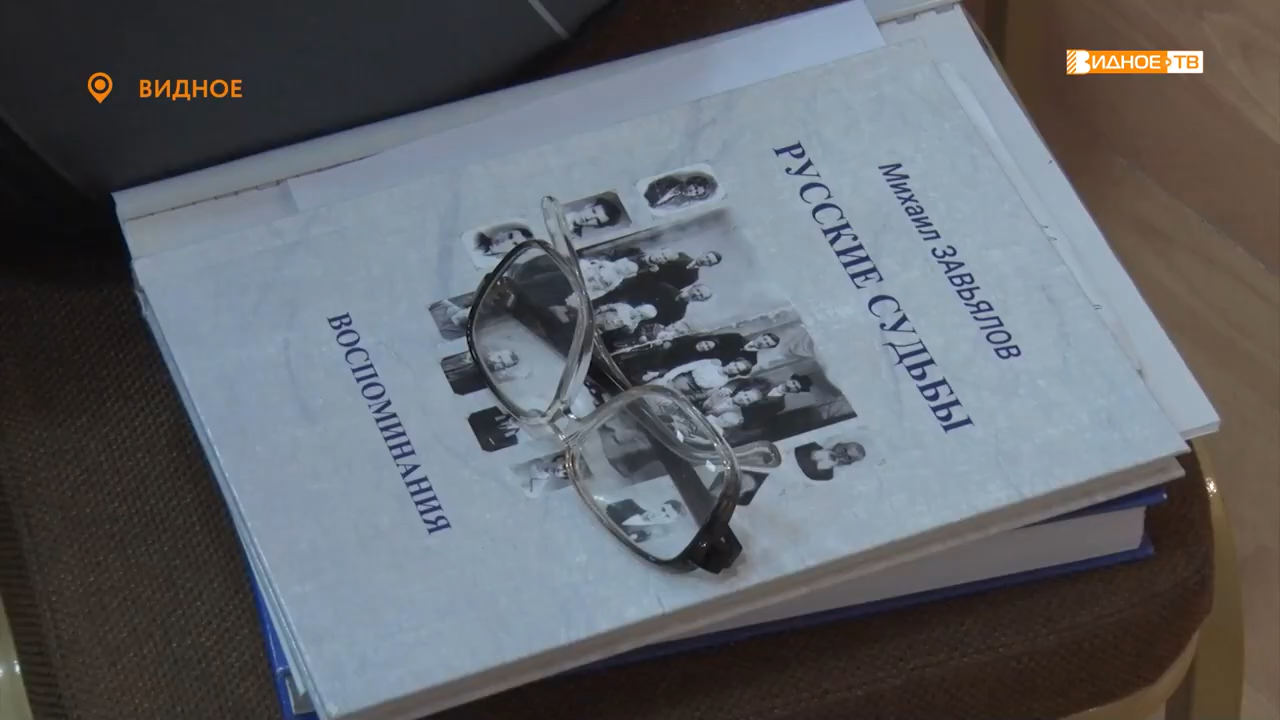 ВИДНОЕ
ВИДНОЕ ТВ
Михаил ЗАВЬЯЛОВ
РУССКИЕ СУДЬБЫ
ВОСПОМИНАНИЯ